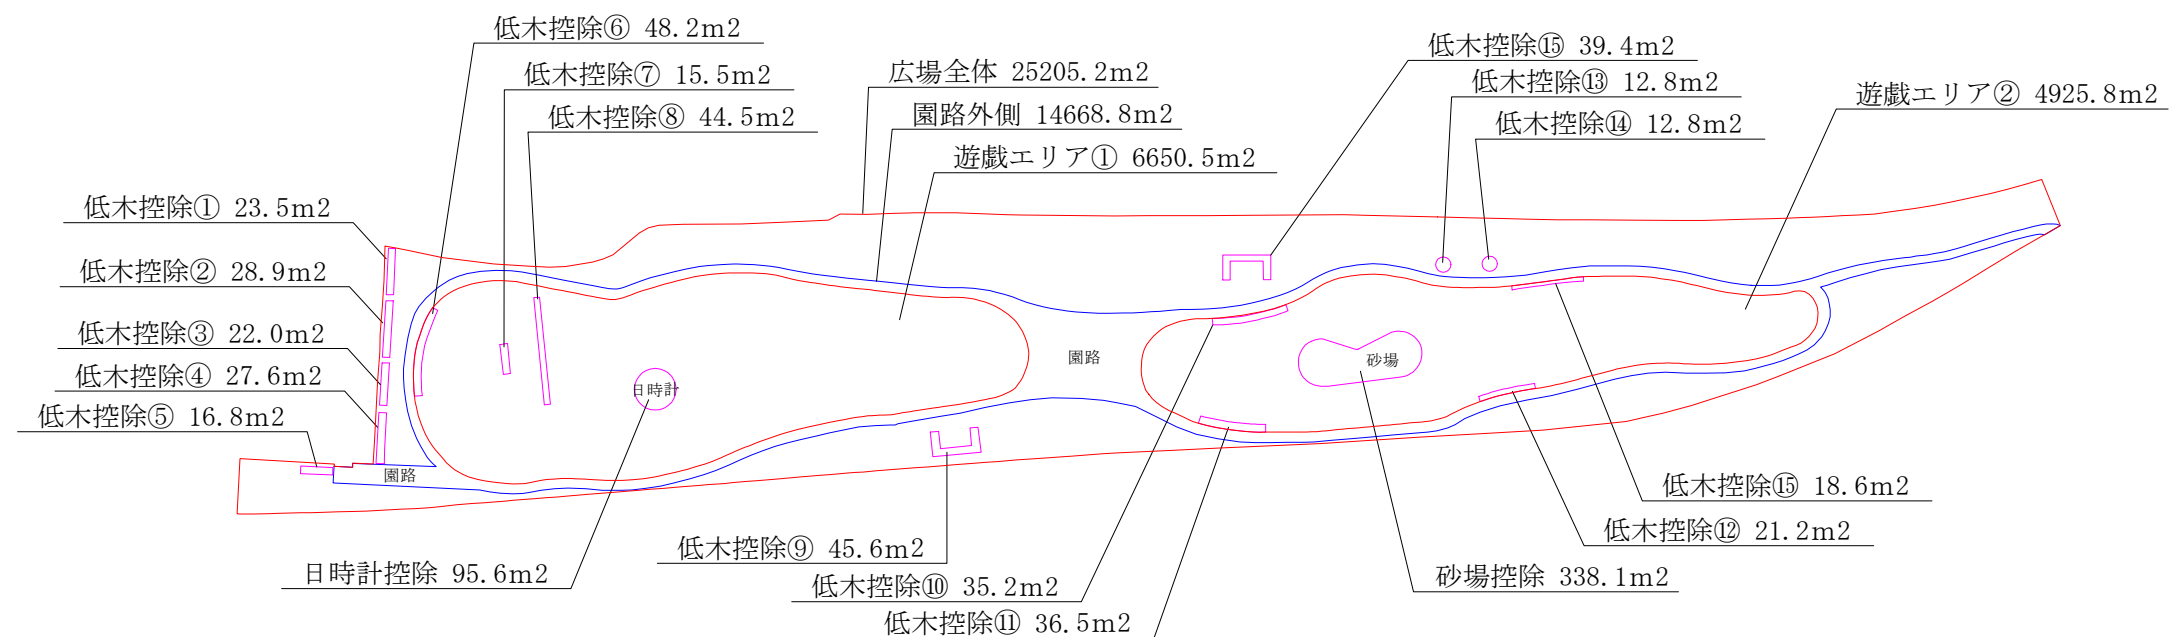 低木控除⑥ 48.2m2
低木控除⑦ 15.5m2
低木控除⑧ 44.5m2
広場全体 25205.2m2
園路外側 14668.8m2
遊戯エリア① 6650.5m2
低木控除⑮ 39.4m2
低木控除⑬ 12.8m2
低木控除⑭ 12.8m2
遊戯エリア② 4925.8m2
低木控除① 23.5m2
低木控除② 28.9m2
低木控除③ 22.0m2
低木控除④ 27.6m2
低木控除⑤ 16.8m2
園路
日時計
園路
砂場
日時計控除 95.6m2
低木控除⑨ 45.6m2
低木控除⑩ 35.2m2
低木控除⑪ 36.5m2
低木控除⑮ 18.6m2
低木控除⑫ 21.2m2
砂場控除 338.1m2